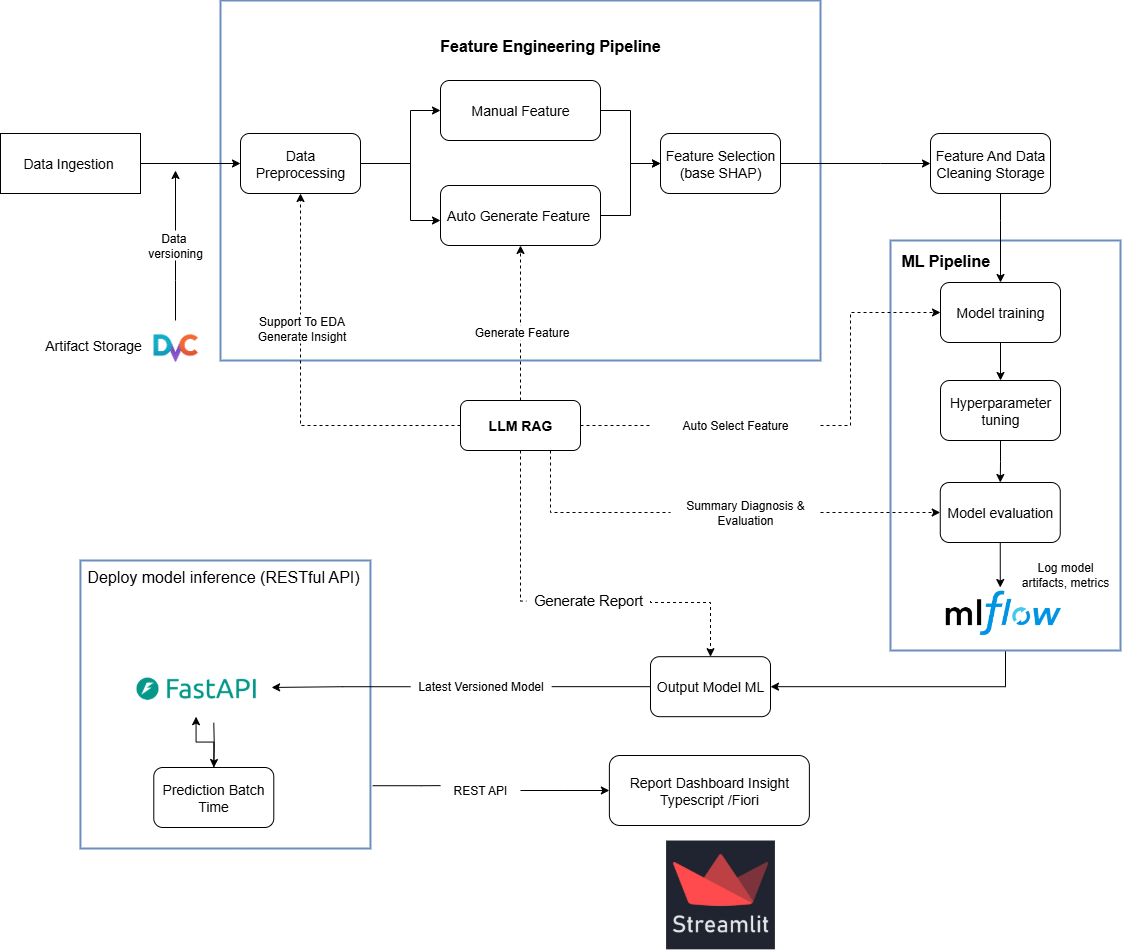 Feature Engineering Pipeline
Manual Feature
Data Ingestion
Data
Preprocessing
Feature Selection
(base SHAP)
Feature And Data
Cleaning Storage
Auto Generate Feature
Data
versioning
ML Pipeline
Model training
Support To EDA
Generate Insight
Generate Feature
Artifact Storage
DVC
Hyperparameter
tuning
LLM RAG
Auto Select Feature
Summary Diagnosis &
Evaluation
Model evaluation
Log model
artifacts, metrics
mlflow
Deploy model inference (RESTful API)
Generate Report
FastAPI
Latest Versioned Model
Output Model ML
Prediction Batch
Time
REST API
Report Dashboard Insight
Typescript /Fiori
Streamlit